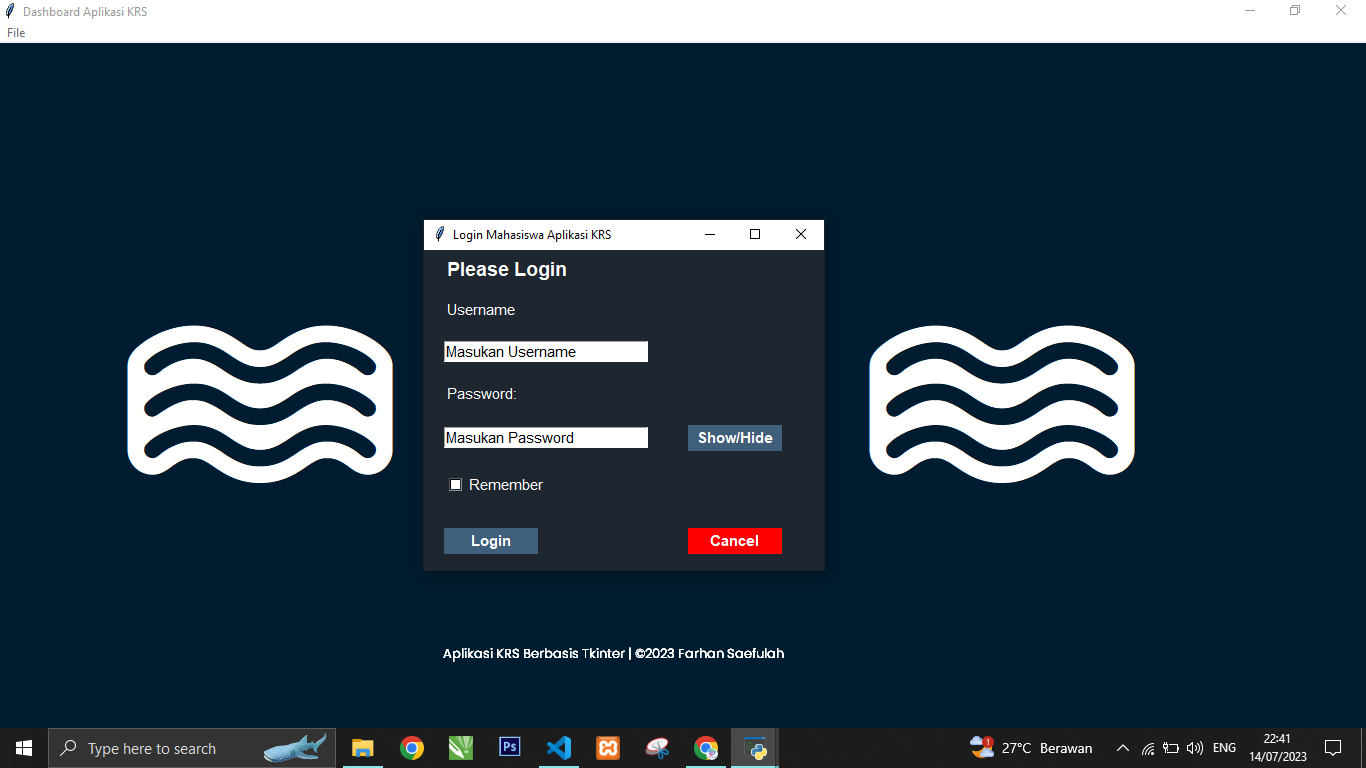 Dashboard Aplikasi KRS
File
Login Mahasiswa Aplikasi KRS
Please Login
Username
Masukan Username
Password:
Masukan Password
Show/Hide
Remember
Login
Cancel
Aplikasi KRS Berbasis Tkinter | ©2023 Farhan Saefulah
Type here to search
Ps
1
27°C Berawan
ENG
22:41
14/07/2023